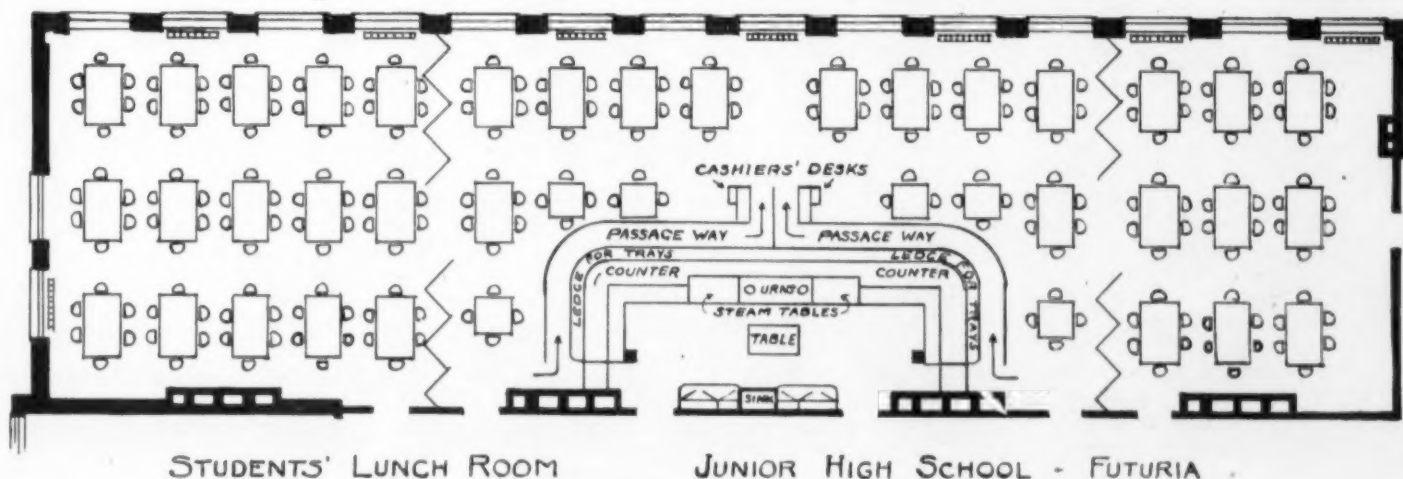 CASHIERS' DESKS
PASSAGE WAY PASSAGE WAY
LEDGE FOR TRAYS LEDGE FOR TRAYS
COUNTER COUNTER
URNS
STEAM TABLES
TABLE
SINK
STUDENTS' LUNCH ROOM JUNIOR HIGH SCHOOL - FUTURIA